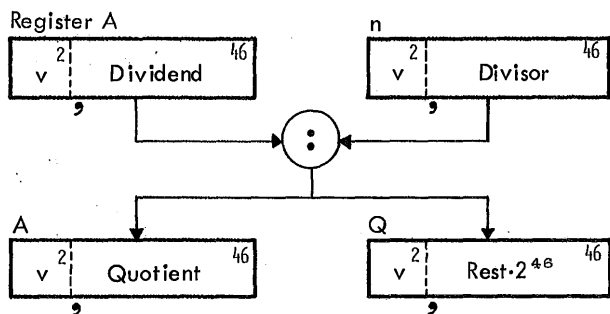 Register A n
v 2 Dividend 46 v 2 Divisor 46
, ,
:
A Q
v 2 Quotient 46 v 2 Rest·2⁴⁶ 46
, ,